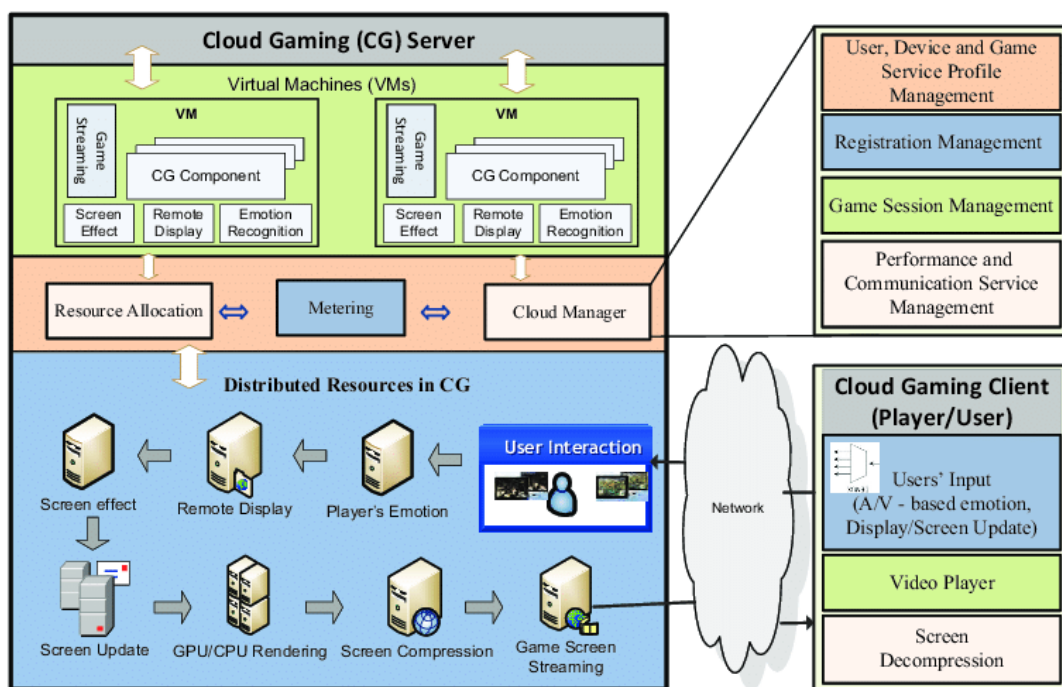 Cloud Gaming (CG) Server
Virtual Machines (VMs)
VM
Game
Streaming
CG Component
Screen
Effect
Remote
Display
Emotion
Recognition
VM
Game
Streaming
CG Component
Screen
Effect
Remote
Display
Emotion
Recognition
Resource Allocation
Metering
Cloud Manager
Distributed Resources in CG
User Interaction
Player's Emotion
Remote Display
Screen effect
Screen Update
GPU/CPU Rendering
Screen Compression
Game Screen
Streaming
Network
User, Device and Game
Service Profile
Management
Registration Management
Game Session Management
Performance and
Communication Service
Management
Cloud Gaming Client
(Player/User)
Users' Input
(A/V - based emotion,
Display/Screen Update)
Video Player
Screen
Decompression